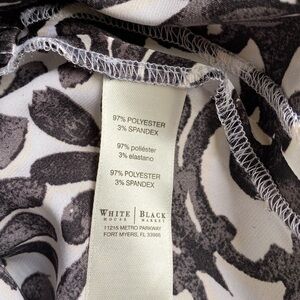 97% POLYESTER
3% SPANDEX
97% poliéster
3% elastano
97% POLYESTER
3% SPANDEX
WHITE | BLACK
HOUSE | MARKET
11215 METRO PARKWAY
FORT MYERS, FL 33966